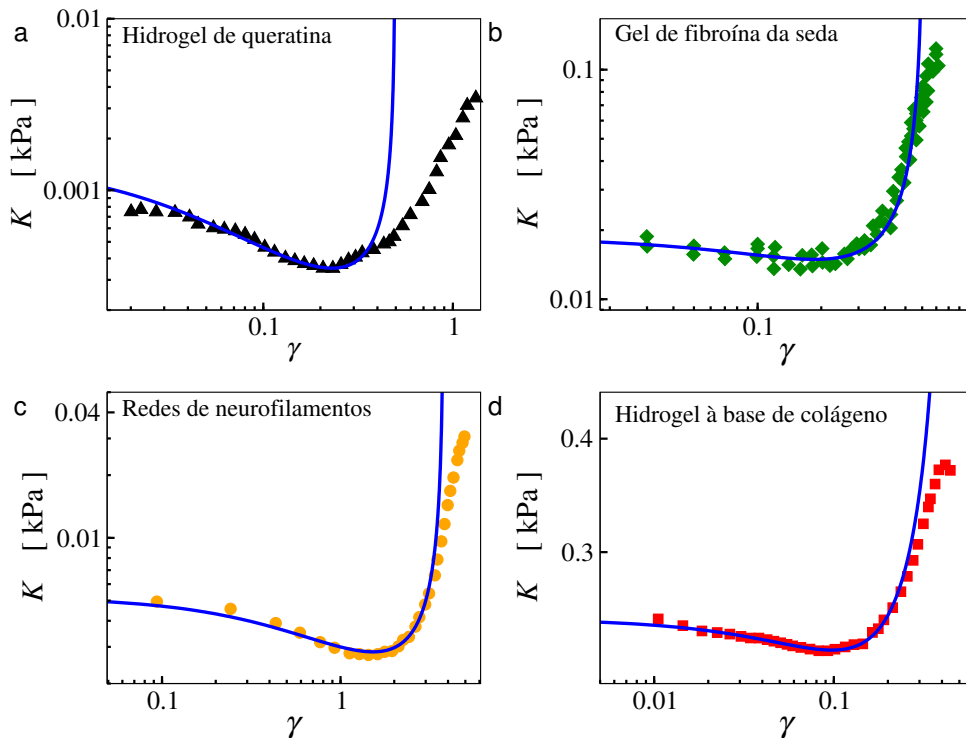 a
Hidrogel de queratina
0.01
0.001
K [ kPa ]
0.1
1
γ
b
Gel de fibroína da seda
0.1
0.01
K [ kPa ]
0.1
γ
c
Redes de neurofilamentos
0.04
0.01
K [ kPa ]
0.1
1
γ
d
Hidrogel à base de colágeno
0.4
0.3
K [ kPa ]
0.01
0.1
γ